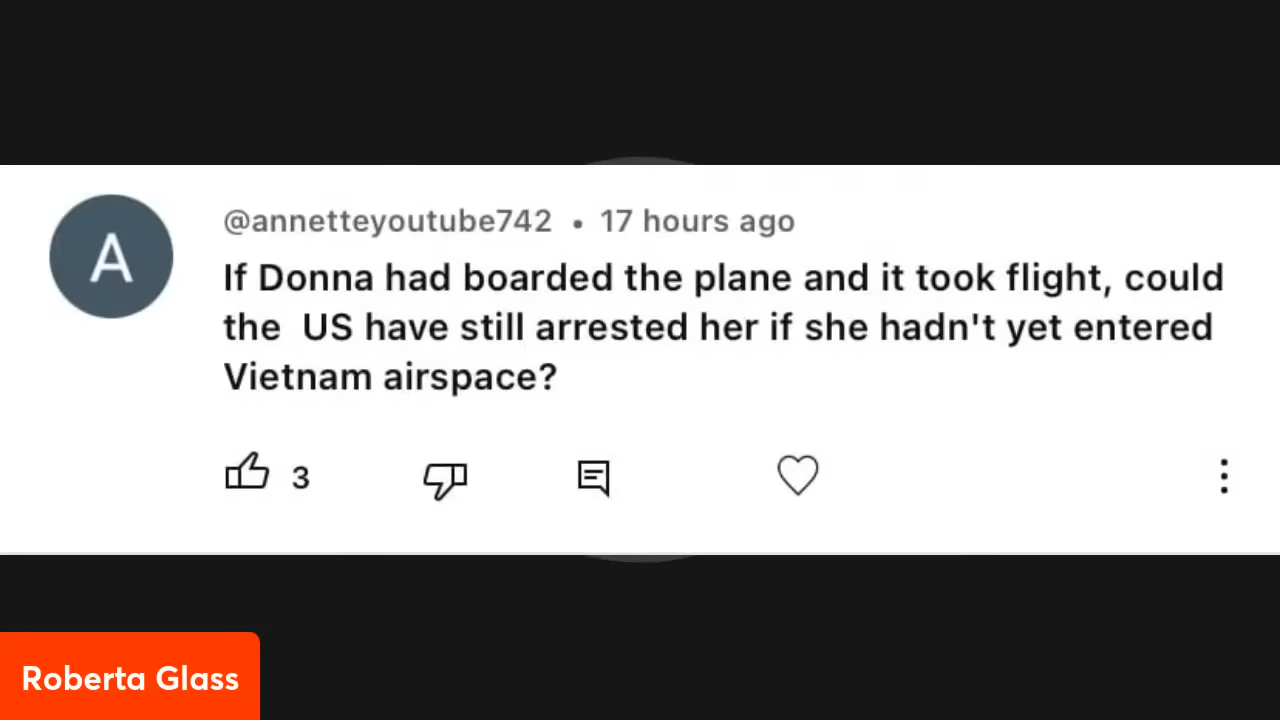 @annetteyoutube742 • 17 hours ago
If Donna had boarded the plane and it took flight, could
the  US have still arrested her if she hadn't yet entered
Vietnam airspace?
3
Roberta Glass
A